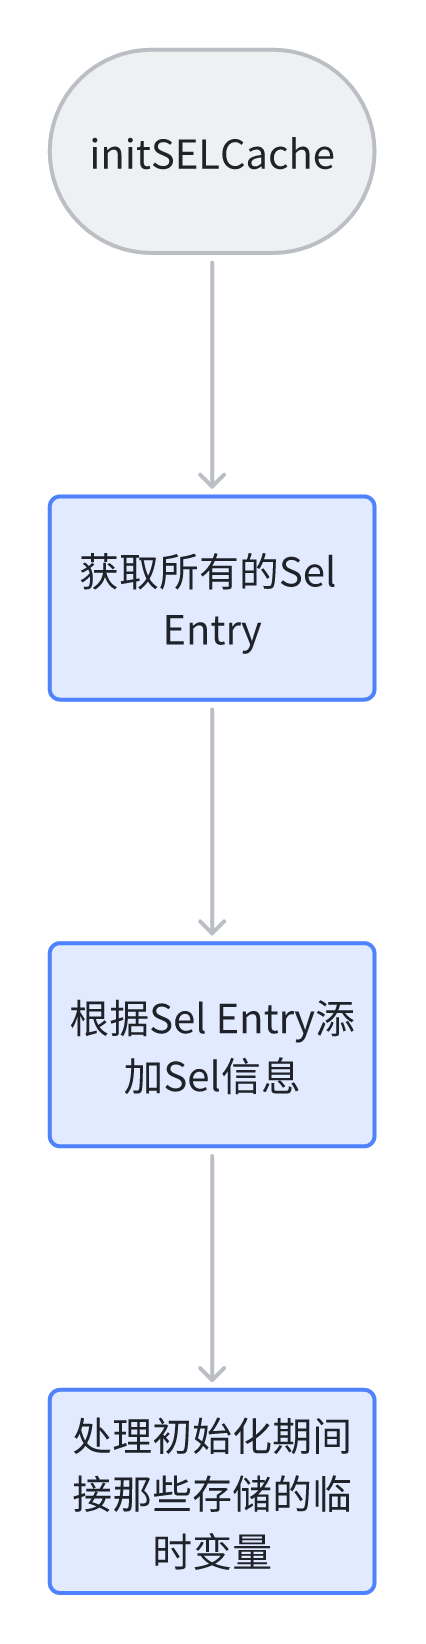 initSELCache
获取所有的Sel
Entry
根据Sel Entry添
加Sel信息
处理初始化期间
接那些存储的临
时变量